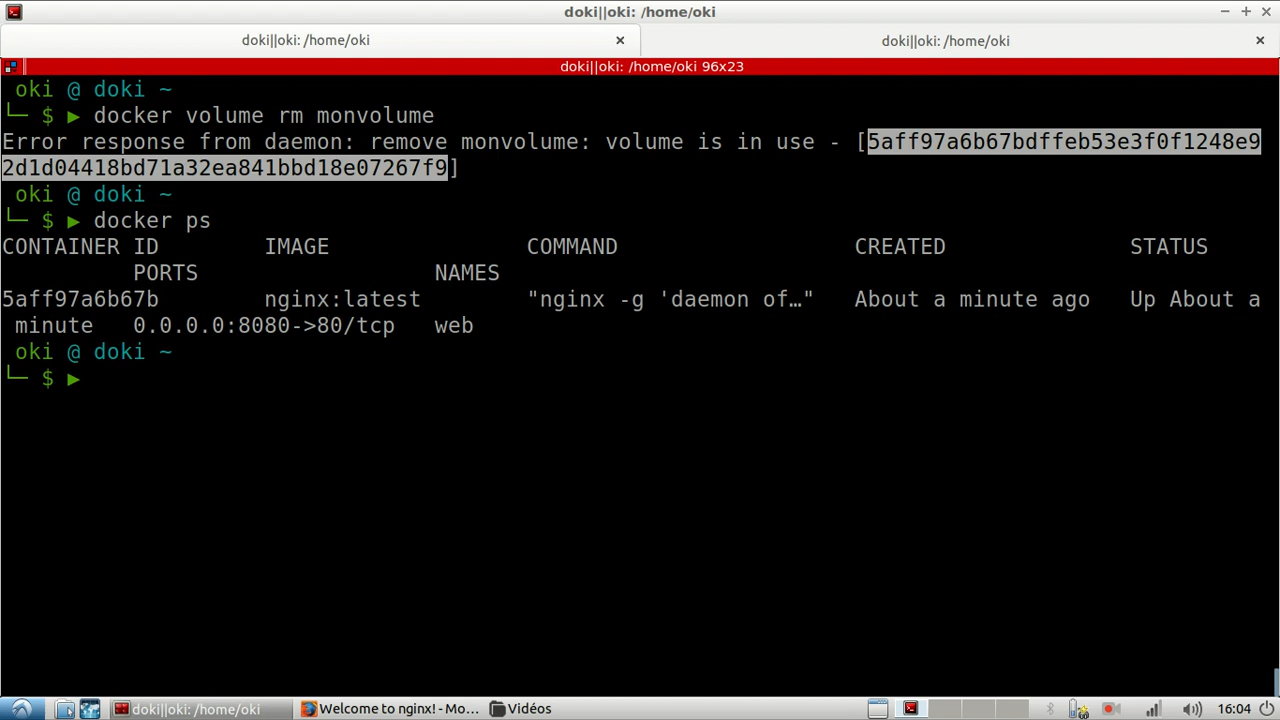 doki||oki: /home/oki
doki||oki: /home/oki
doki||oki: /home/oki
doki||oki: /home/oki 96x23
oki @ doki ~
└─ $ ▶ docker volume rm monvolume
Error response from daemon: remove monvolume: volume is in use - [5aff97a6b67bdffeb53e3f0f1248e9
2d1d04418bd71a32ea841bbd18e07267f9]
oki @ doki ~
└─ $ ▶ docker ps
CONTAINER ID        IMAGE               COMMAND                  CREATED              STATUS
PORTS                  NAMES
5aff97a6b67b        nginx:latest        "nginx -g 'daemon of…"   About a minute ago   Up About a
minute   0.0.0.0:8080->80/tcp   web
oki @ doki ~
└─ $ ▶
doki||oki: /home/oki
Welcome to nginx! - Mo...
Vidéos
16:04